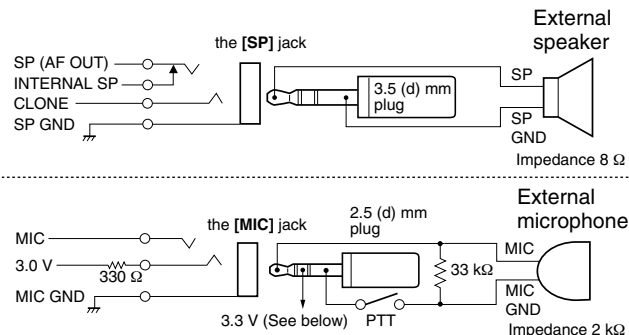 External
speaker
the [SP] jack
SP (AF OUT)
INTERNAL SP
CLONE
SP GND
3.5 (d) mm
plug
SP
SP
GND
Impedance 8 Ω
External
microphone
2.5 (d) mm
plug
the [MIC] jack
MIC
3.0 V
330 Ω
MIC GND
33 kΩ
MIC
MIC
GND
3.3 V (See below)
PTT
Impedance 2 kΩ